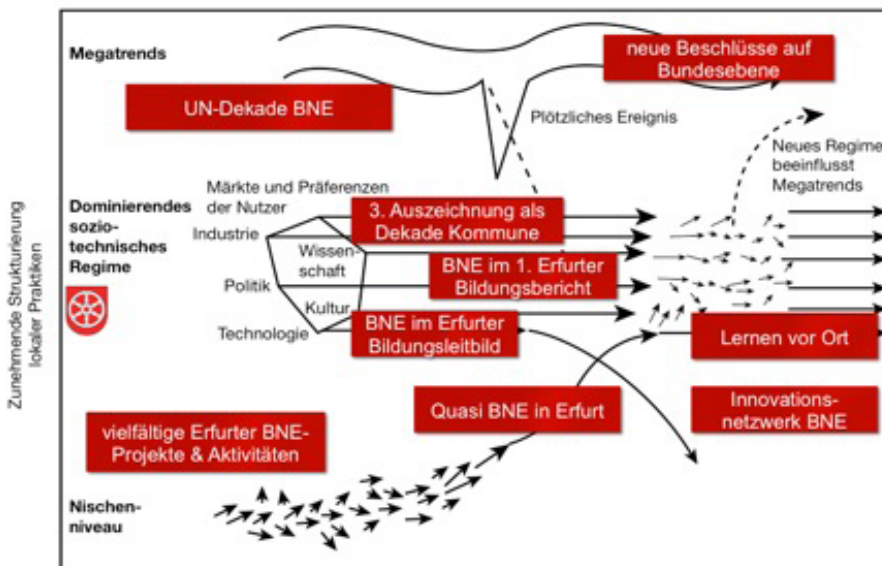 Megatrends
neue Beschlüsse auf
Bundesebene
UN-Dekade BNE
Plötzliches Ereignis
Neues Regime
beeinflusst
Megatrends
Märkte und Präferenzen
der Nutzer
Dominierendes
sozio-
technisches
Regime
3. Auszeichnung als
Dekade Kommune
Industrie
Wissen-
schaft
BNE im 1. Erfurter
Bildungsbericht
Politik
Kultur
Technologie
BNE im Erfurter
Bildungsleitbild
Lernen vor Ort
Zunehmende Strukturierung
lokaler Praktiken
Quasi BNE in Erfurt
Innovations-
netzwerk BNE
vielfältige Erfurter BNE-
Projekte & Aktivitäten
Nischen-
niveau